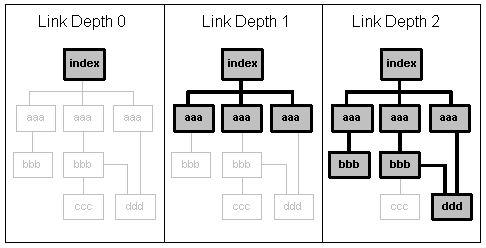 Link Depth 0 Link Depth 1 Link Depth 2
index index index
aaa aaa aaa aaa aaa aaa aaa aaa aaa
bbb bbb bbb bbb bbb bbb
ccc ddd ccc ddd ccc ddd